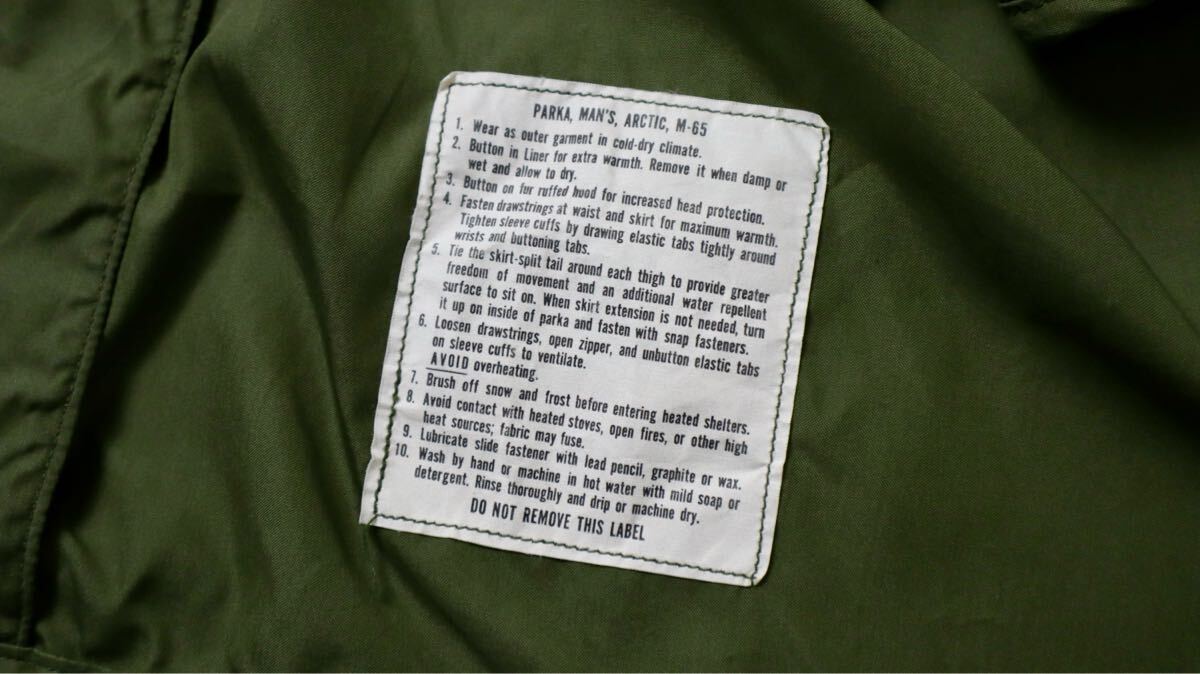 PARKA, MAN'S, ARCTIC, M-65
1. Wear as outer garment in cold-dry climate.
2. Button in Liner for extra warmth. Remove it when damp or
wet and allow to dry.
3. Button on fur ruffed hood for increased head protection.
4. Fasten drawstrings at waist and skirt for maximum warmth.
Tighten sleeve cuffs by drawing elastic tabs tightly around
wrists and buttoning tabs.
5. Tie the skirt-split tail around each thigh to provide greater
freedom of movement and an additional water repellent
surface to sit on. When skirt extension is not needed, turn
it up on inside of parka and fasten with snap fasteners.
6. Loosen drawstrings, open zipper, and unbutton elastic tabs
on sleeve cuffs to ventilate.
AVOID overheating.
7. Brush off snow and frost before entering heated shelters.
8. Avoid contact with heated stoves, open fires, or other high
heat sources; fabric may fuse.
9. Lubricate slide fastener with lead pencil, graphite or wax.
10. Wash by hand or machine in hot water with mild soap or
detergent. Rinse thoroughly and drip or machine dry.
DO NOT REMOVE THIS LABEL